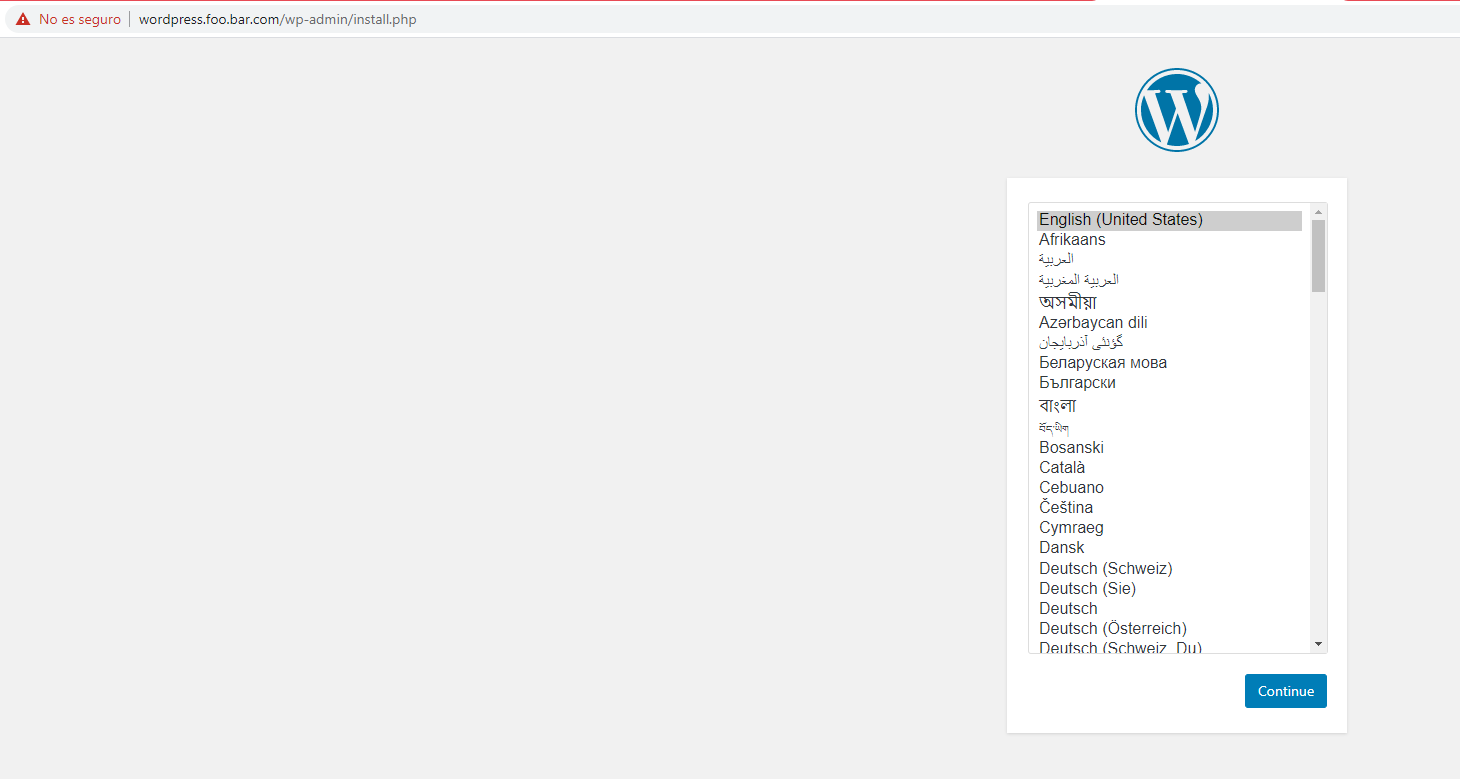 No es seguro | wordpress.foo.bar.com/wp-admin/install.php
W
English (United States)
Afrikaans
العربية
العربية المغربية
অসমীয়া
Azərbaycan dili
گؤنئی آذربایجان
Беларуская мова
Български
বাংলা
བོད་ཡིག
Bosanski
Català
Cebuano
Čeština
Cymraeg
Dansk
Deutsch (Schweiz)
Deutsch (Sie)
Deutsch
Deutsch (Österreich)
Deutsch (Schweiz, Du)
Continue